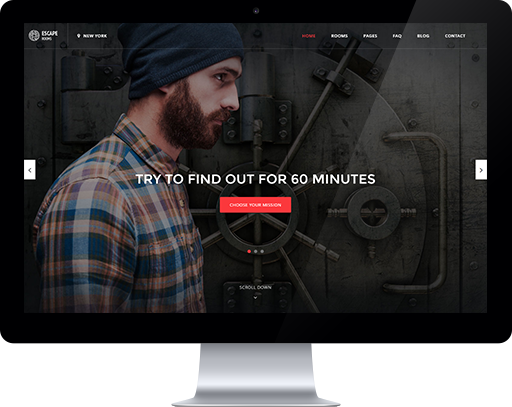 ESCAPE
ROOMS
NEW YORK
HOME ROOMS PAGES FAQ BLOG CONTACT
TRY TO FIND OUT FOR 60 MINUTES
CHOOSE YOUR MISSION
SCROLL DOWN